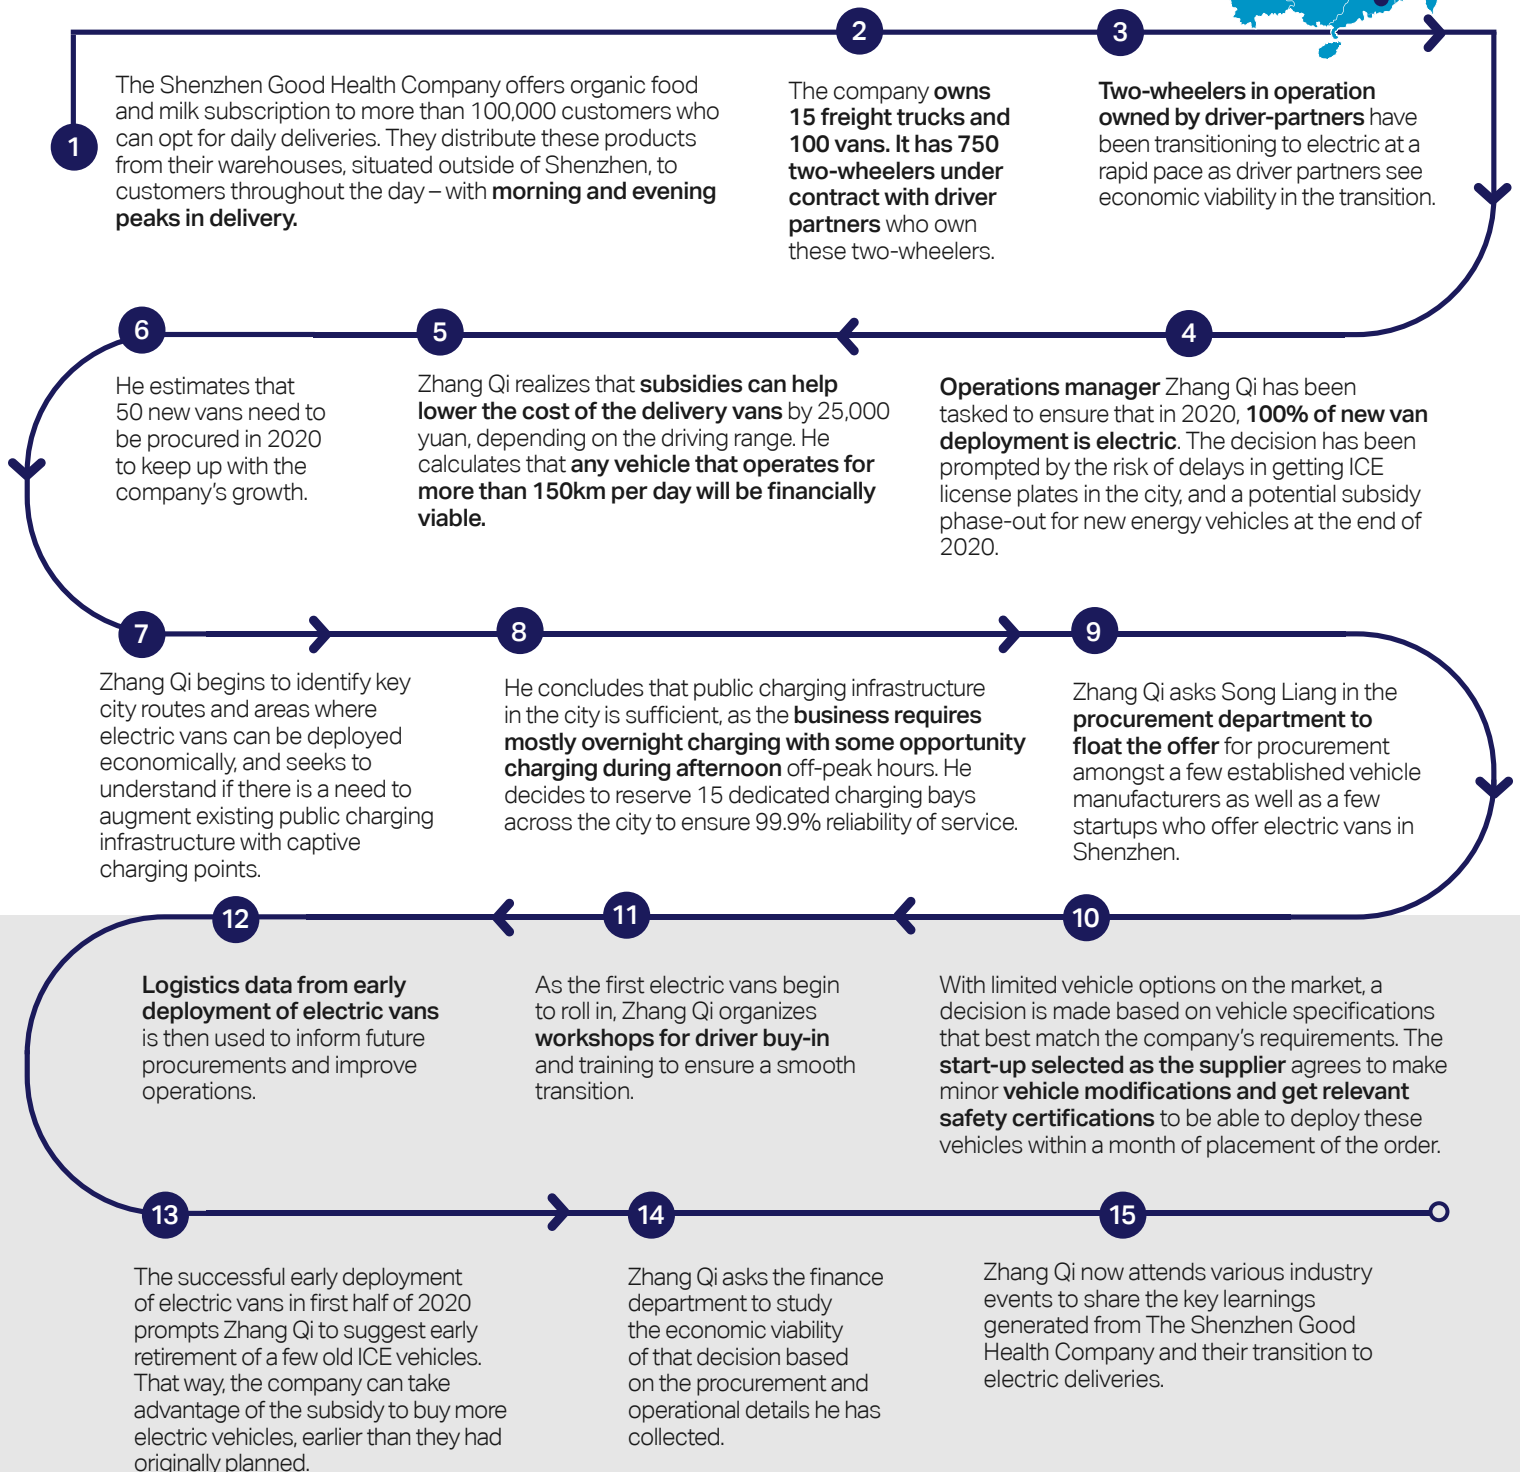 1
The Shenzhen Good Health Company offers organic food
and milk subscription to more than 100,000 customers who
can opt for daily deliveries. They distribute these products
from their warehouses, situated outside of Shenzhen, to
customers throughout the day – with morning and evening
peaks in delivery.
2
The company owns
15 freight trucks and
100 vans. It has 750
two-wheelers under
contract with driver
partners who own
these two-wheelers.
3
Two-wheelers in operation
owned by driver-partners have
been transitioning to electric at a
rapid pace as driver partners see
economic viability in the transition.
4
Operations manager Zhang Qi has been
tasked to ensure that in 2020, 100% of new van
deployment is electric. The decision has been
prompted by the risk of delays in getting ICE
license plates in the city, and a potential subsidy
phase-out for new energy vehicles at the end of
2020.
5
Zhang Qi realizes that subsidies can help
lower the cost of the delivery vans by 25,000
yuan, depending on the driving range. He
calculates that any vehicle that operates for
more than 150km per day will be financially
viable.
6
He estimates that
50 new vans need to
be procured in 2020
to keep up with the
company's growth.
7
Zhang Qi begins to identify key
city routes and areas where
electric vans can be deployed
economically, and seeks to
understand if there is a need to
augment existing public charging
infrastructure with captive
charging points.
8
He concludes that public charging infrastructure
in the city is sufficient, as the business requires
mostly overnight charging with some opportunity
charging during afternoon off-peak hours. He
decides to reserve 15 dedicated charging bays
across the city to ensure 99.9% reliability of service.
9
Zhang Qi asks Song Liang in the
procurement department to
float the offer for procurement
amongst a few established vehicle
manufacturers as well as a few
startups who offer electric vans in
Shenzhen.
10
With limited vehicle options on the market, a
decision is made based on vehicle specifications
that best match the company's requirements. The
start-up selected as the supplier agrees to make
minor vehicle modifications and get relevant
safety certifications to be able to deploy these
vehicles within a month of placement of the order.
11
As the first electric vans begin
to roll in, Zhang Qi organizes
workshops for driver buy-in
and training to ensure a smooth
transition.
12
Logistics data from early
deployment of electric vans
is then used to inform future
procurements and improve
operations.
13
The successful early deployment
of electric vans in first half of 2020
prompts Zhang Qi to suggest early
retirement of a few old ICE vehicles.
That way, the company can take
advantage of the subsidy to buy more
electric vehicles, earlier than they had
originally planned.
14
Zhang Qi asks the finance
department to study
the economic viability
of that decision based
on the procurement and
operational details he has
collected.
15
Zhang Qi now attends various industry
events to share the key learnings
generated from The Shenzhen Good
Health Company and their transition to
electric deliveries.